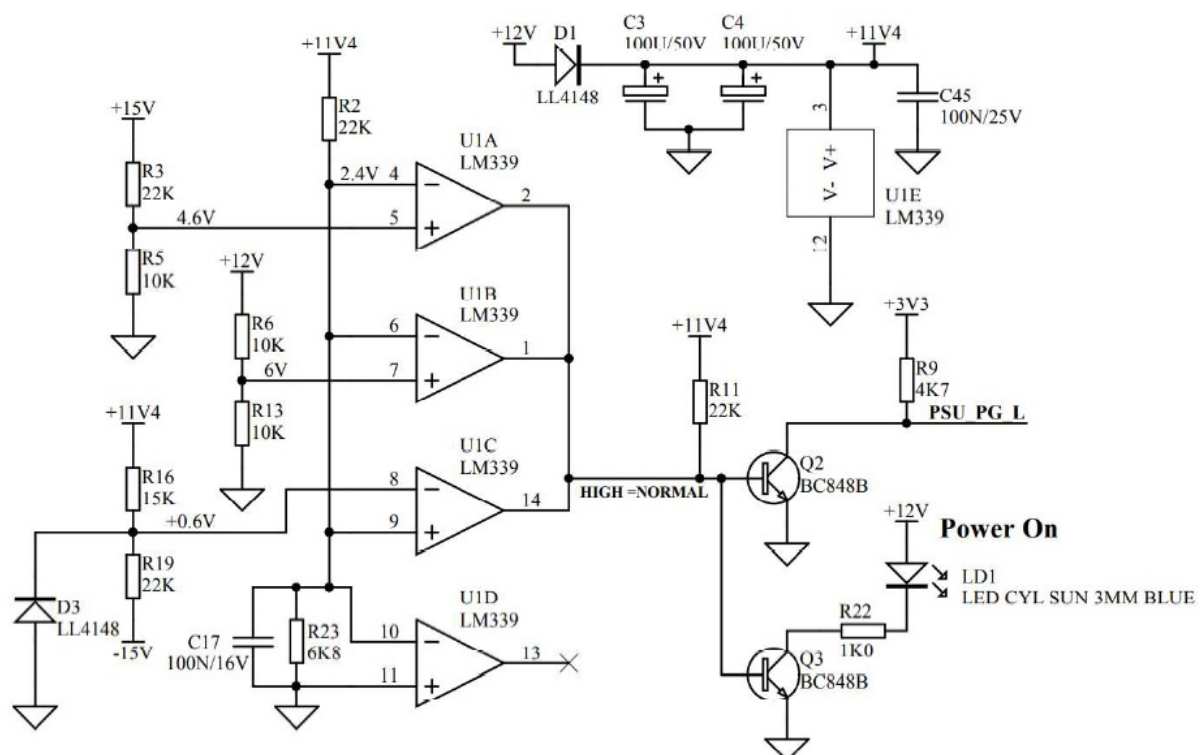 +12V
D1
LL4148
C3
100U/50V
C4
100U/50V
+11V4
C45
100N/25V
3
V- V+
12
U1E
LM339
+11V4
R2
22K
+15V
R3
22K
4.6V
R5
10K
U1A
LM339
2.4V
4
5
2
+12V
R6
10K
6V
R13
10K
U1B
LM339
6
7
1
+11V4
R16
15K
+0.6V
R19
22K
-15V
D3
LL4148
U1C
LM339
8
9
14
C17
100N/16V
R23
6K8
U1D
LM339
10
11
13
HIGH =NORMAL
+11V4
R11
22K
+3V3
R9
4K7
PSU_PG_L
Q2
BC848B
+12V
Power On
LD1
LED CYL SUN 3MM BLUE
R22
1K0
Q3
BC848B